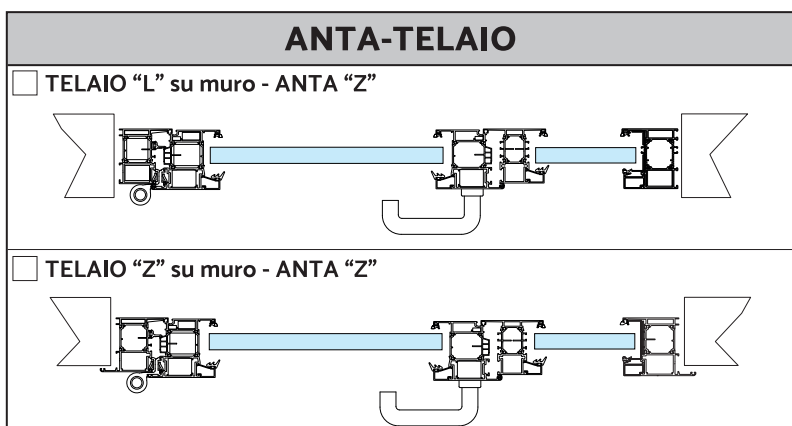 ANTA-TELAIO
TELAIO “L” su muro - ANTA “Z”
TELAIO “Z” su muro - ANTA “Z”